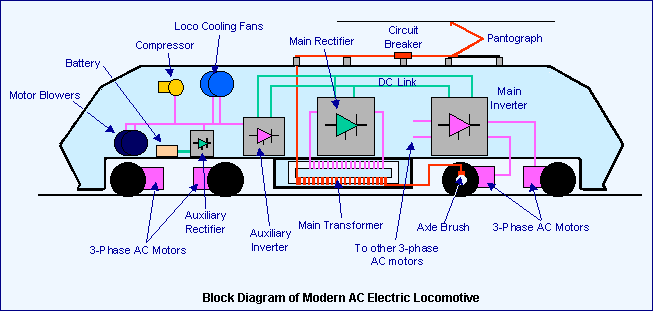 Loco Cooling Fans
Circuit
Breaker
Pantograph
Compressor
Main Rectifier
Battery
DC Link
Motor Blowers
Main
Inverter
Auxiliary
Rectifier
Auxiliary
Inverter
Main Transformer
Axle Brush
3-Phase AC Motors
3-Phase AC Motors
To other 3-phase
AC motors
Block Diagram of Modern AC Electric Locomotive